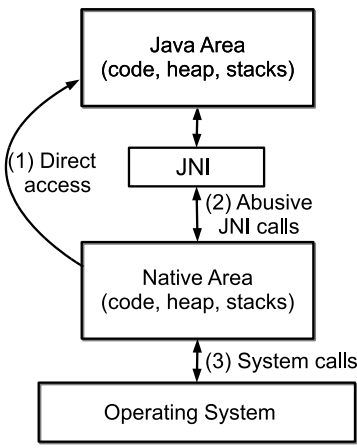 Java Area
(code, heap, stacks)
(1) Direct
access
JNI
(2) Abusive
JNI calls
Native Area
(code, heap, stacks)
(3) System calls
Operating System